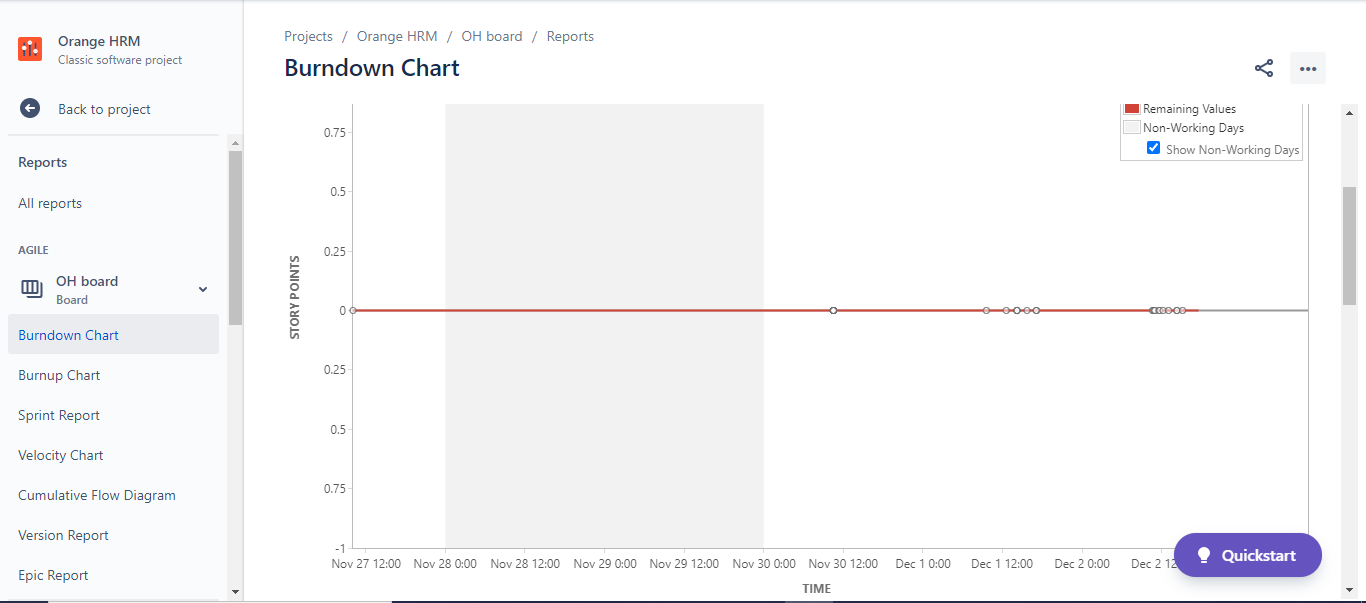 Orange HRM
Classic software project
Back to project
Reports
All reports
AGILE
OH board
Board
Burndown Chart
Burnup Chart
Sprint Report
Velocity Chart
Cumulative Flow Diagram
Version Report
Epic Report
Projects / Orange HRM / OH board / Reports
Burndown Chart
Remaining Values
Non-Working Days
Show Non-Working Days
STORY POINTS
0.75
0.5
0.25
0
0.25
0.5
0.75
-1
Nov 27 12:00 Nov 28 0:00 Nov 28 12:00 Nov 29 0:00 Nov 29 12:00 Nov 30 0:00 Nov 30 12:00 Dec 1 0:00 Dec 1 12:00 Dec 2 0:00 Dec 2
TIME
Quickstart